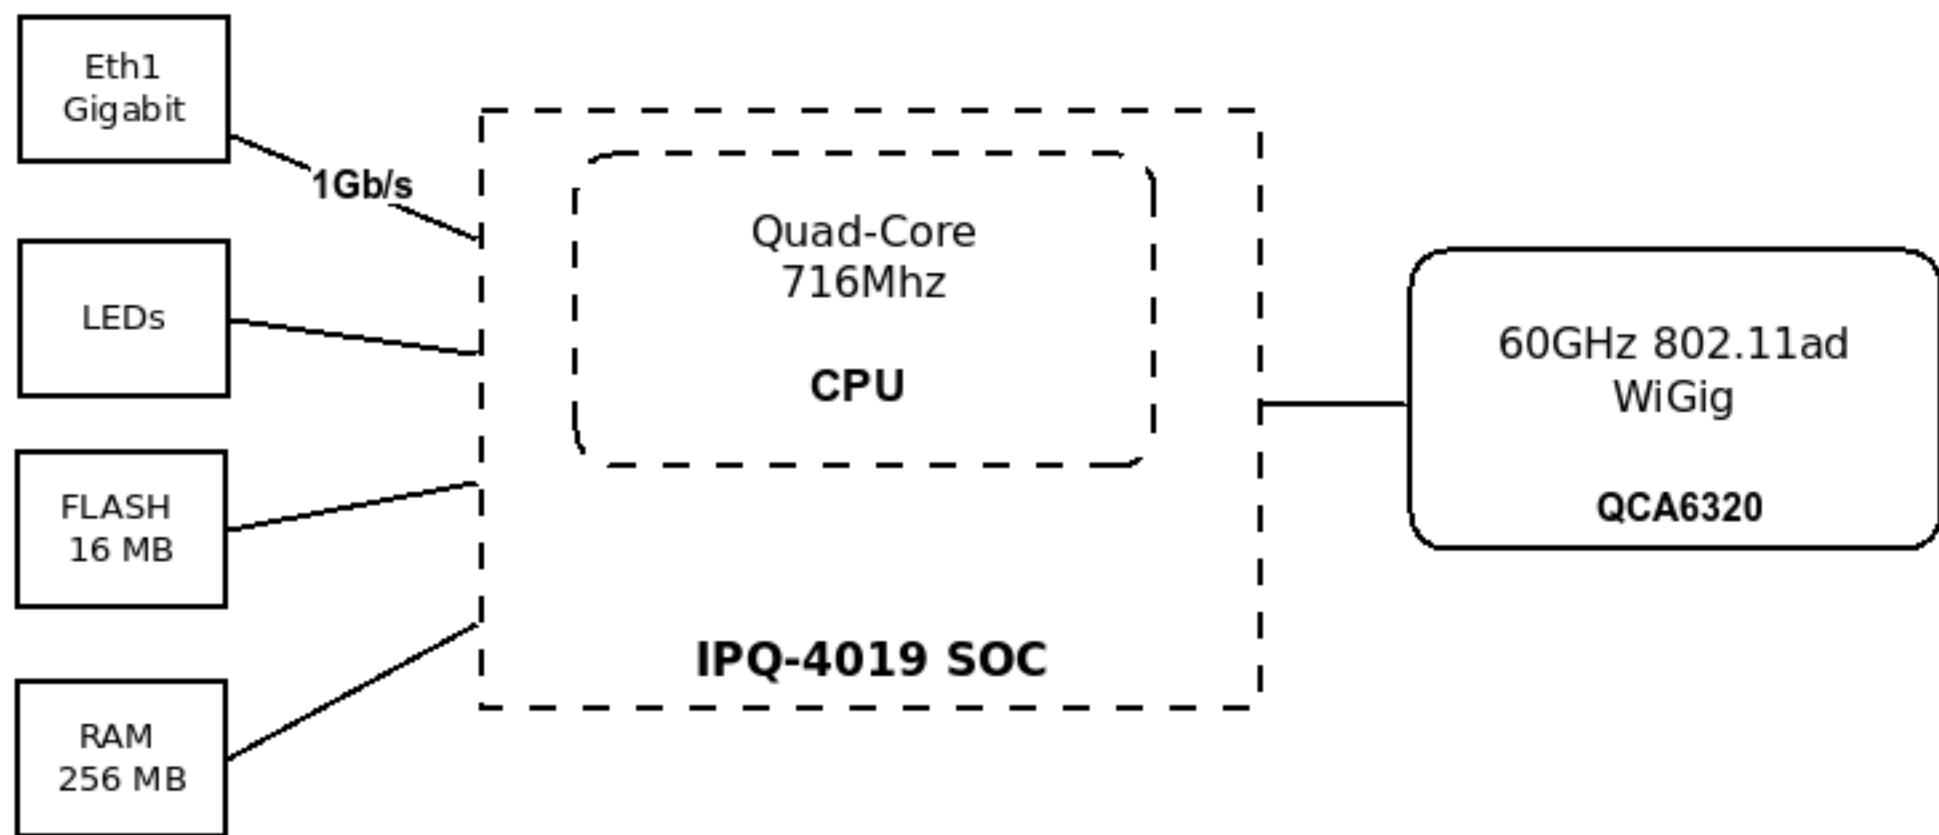 Eth1
Gigabit
1Gb/s
LEDs
FLASH
16 MB
RAM
256 MB
Quad-Core
716Mhz
CPU
IPQ-4019 SOC
60GHz 802.11ad
WiGig
QCA6320